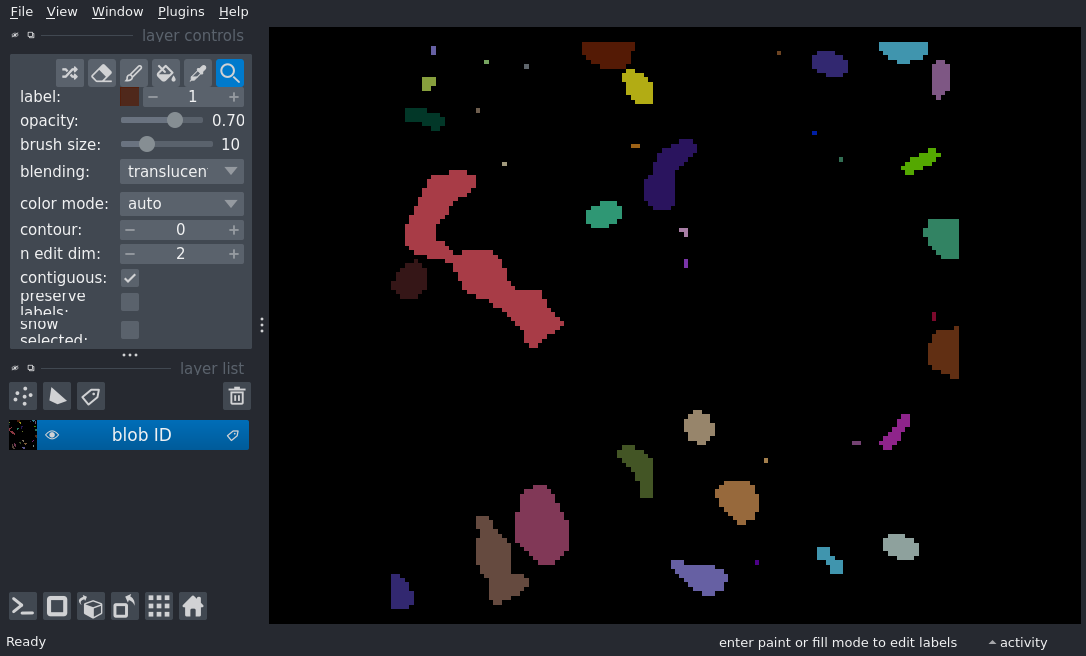 File View Window Plugins Help
layer controls
label: 1
opacity: 0.70
brush size: 10
blending: translucen
color mode: auto
contour: 0
n edit dim: 2
contiguous:
preserve
labels:
show
selected:
layer list
blob ID
Ready
enter paint or fill mode to edit labels
activity